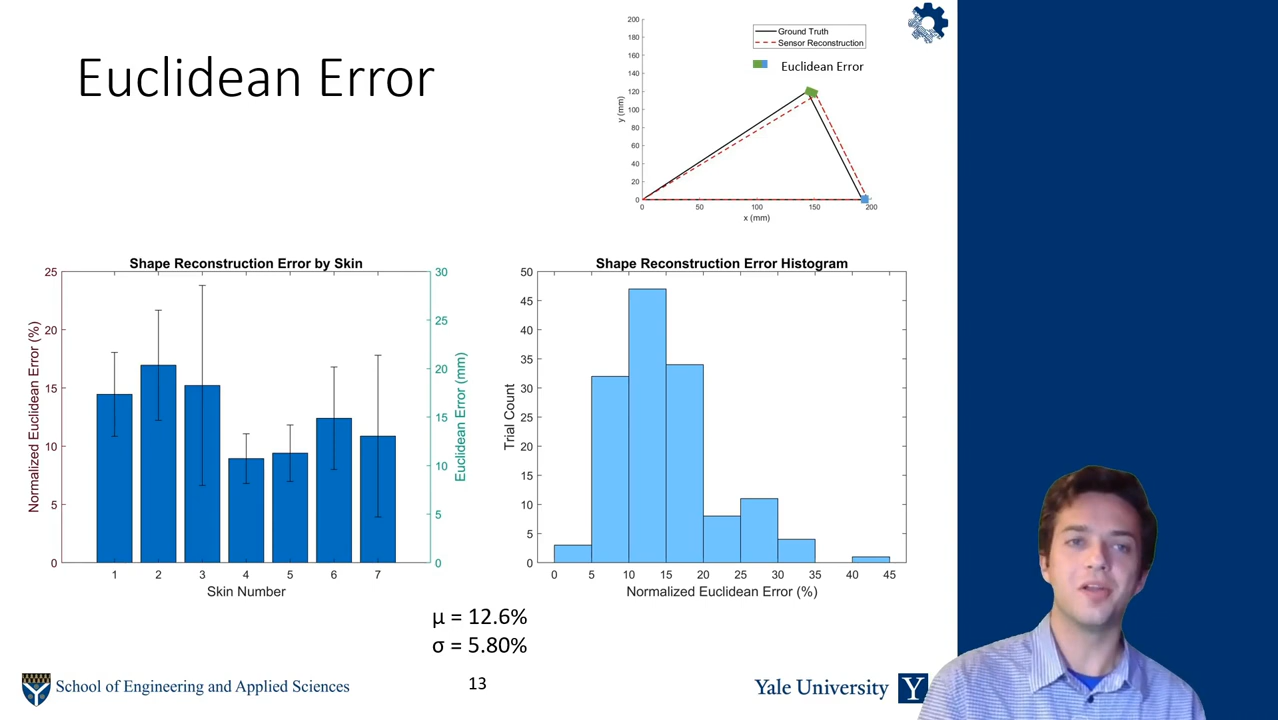 Euclidean Error
200
180
160
140
120
100
80
60
40
20
0
y (mm)
0 50 100 150 200
x (mm)
Ground Truth
Sensor Reconstruction
Euclidean Error
Shape Reconstruction Error by Skin
25
20
15
10
5
0
Normalized Euclidean Error (%)
30
25
20
15
10
5
0
Euclidean Error (mm)
1 2 3 4 5 6 7
Skin Number
Shape Reconstruction Error Histogram
50
45
40
35
30
25
20
15
10
5
0
Trial Count
0 5 10 15 20 25 30 35 40 45
Normalized Euclidean Error (%)
μ = 12.6%
σ = 5.80%
School of Engineering and Applied Sciences
13
Yale University Y